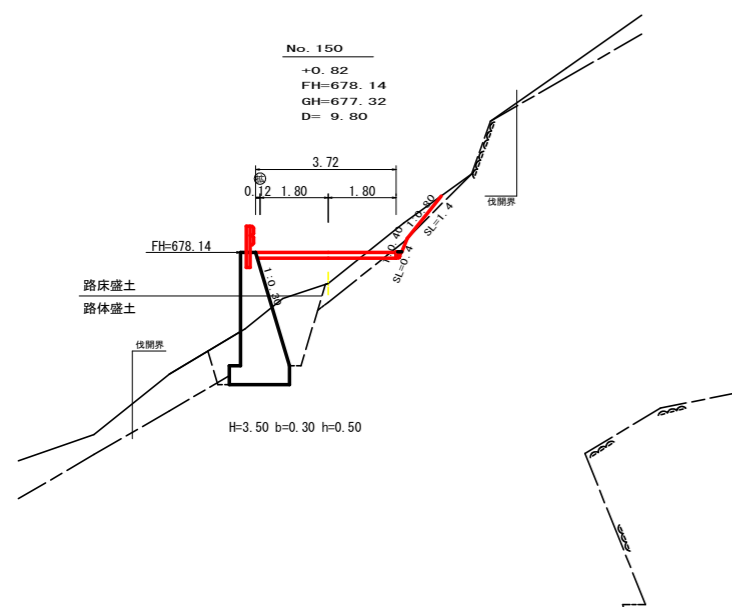 No. 150
+0. 82
FH=678. 14
GH=677. 32
D= 9. 80
3.72
0.12
1.80
1.80
1:0.80
SL=1.4
1:0.40
SL=0.4
伐開界
FH=678.14
1:0.30
路床盛土
路体盛土
伐開界
H=3.50 b=0.30 h=0.50